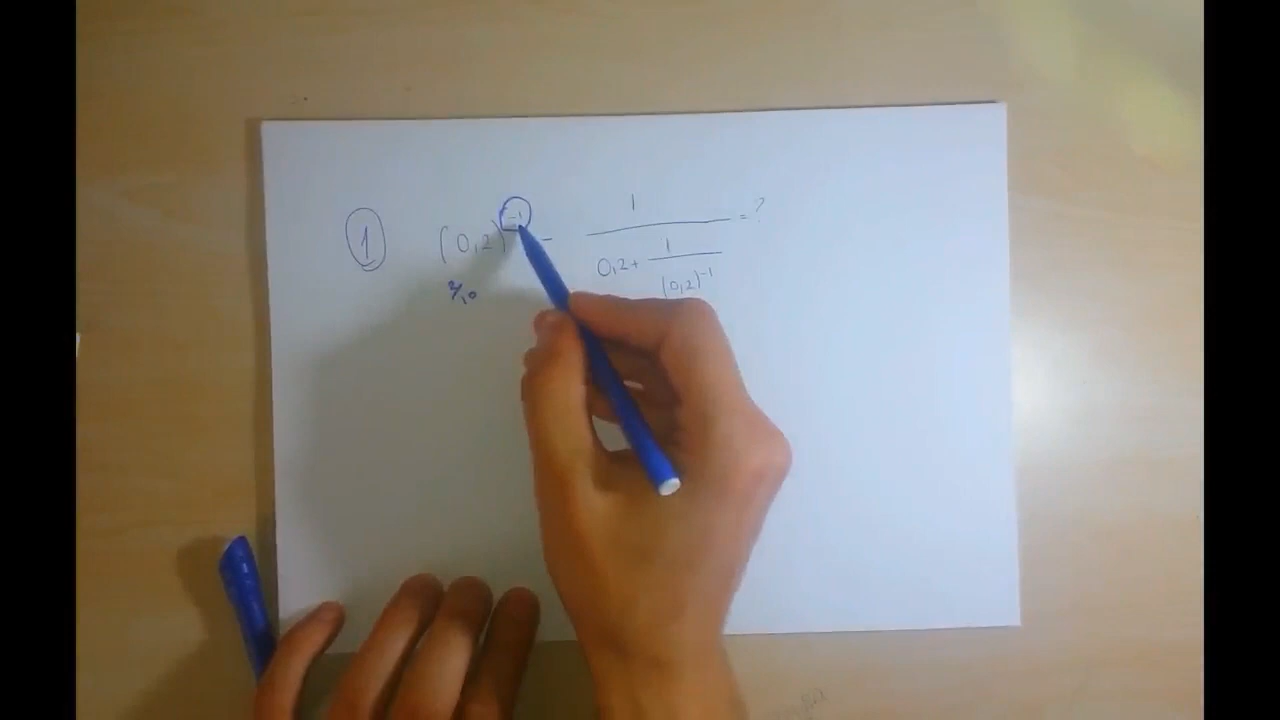 1 (0,2)⁻¹ - 1/(0,2+1/(0,2)⁻¹) = ?
2/10